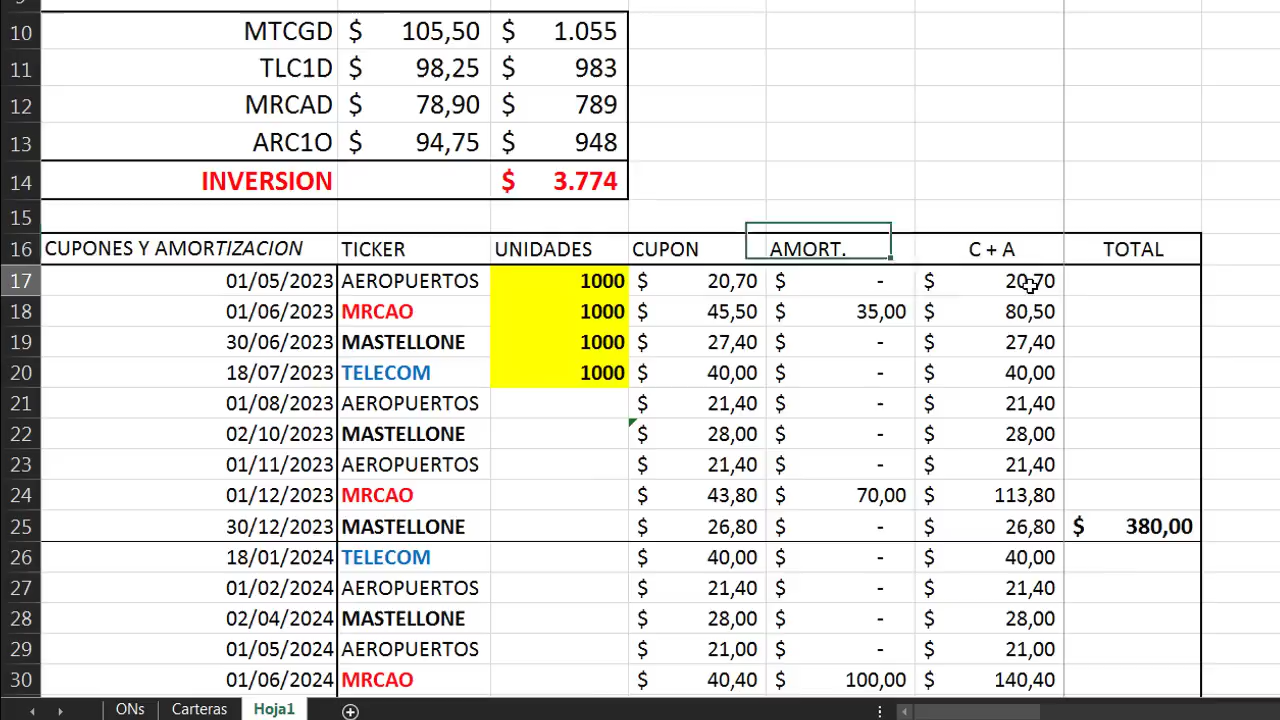 10 MTCGD $ 105,50 $ 1.055
11 TLC1D $ 98,25 $ 983
12 MRCAD $ 78,90 $ 789
13 ARC1O $ 94,75 $ 948
14 INVERSION $ 3.774
15
16 CUPONES Y AMORTIZACION TICKER UNIDADES CUPON AMORT. C + A TOTAL
17 01/05/2023 AEROPUERTOS 1000 $ 20,70 $ - $ 20,70
18 01/06/2023 MRCAO 1000 $ 45,50 $ 35,00 $ 80,50
19 30/06/2023 MASTELLONE 1000 $ 27,40 $ - $ 27,40
20 18/07/2023 TELECOM 1000 $ 40,00 $ - $ 40,00
21 01/08/2023 AEROPUERTOS $ 21,40 $ - $ 21,40
22 02/10/2023 MASTELLONE $ 28,00 $ - $ 28,00
23 01/11/2023 AEROPUERTOS $ 21,40 $ - $ 21,40
24 01/12/2023 MRCAO $ 43,80 $ 70,00 $ 113,80
25 30/12/2023 MASTELLONE $ 26,80 $ - $ 26,80 $ 380,00
26 18/01/2024 TELECOM $ 40,00 $ - $ 40,00
27 01/02/2024 AEROPUERTOS $ 21,40 $ - $ 21,40
28 02/04/2024 MASTELLONE $ 28,00 $ - $ 28,00
29 01/05/2024 AEROPUERTOS $ 21,00 $ - $ 21,00
30 01/06/2024 MRCAO $ 40,40 $ 100,00 $ 140,40
ONs Carteras Hoja1